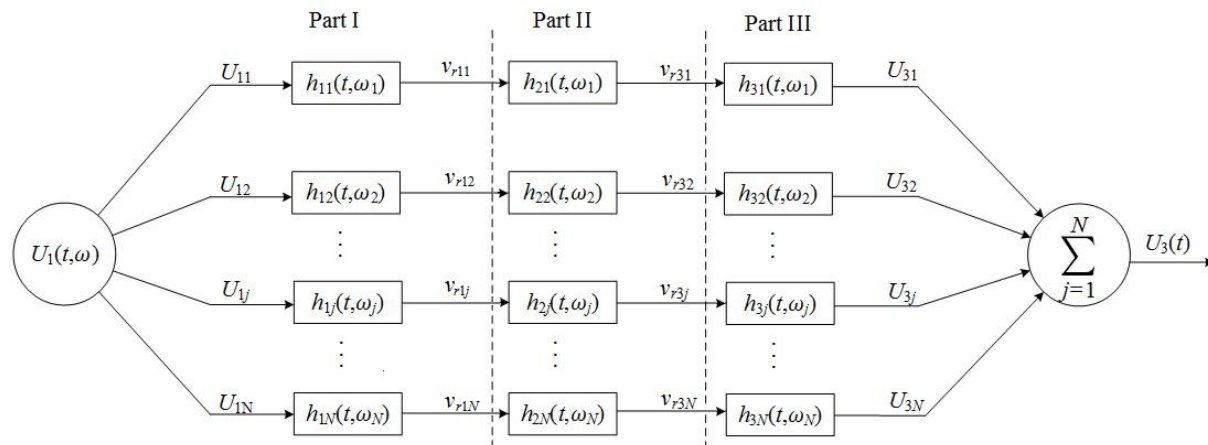 Part I Part II Part III
U₁₁ h₁₁(t,ω₁) vᵣ₁₁ h₂₁(t,ω₁) vᵣ₃₁ h₃₁(t,ω₁) U₃₁
U₁₂ h₁₂(t,ω₂) vᵣ₁₂ h₂₂(t,ω₂) vᵣ₃₂ h₃₂(t,ω₂) U₃₂
U₁(t,ω) ⋮ ⋮ ⋮ N ∑ j=1 U₃(t)
U₁ⱼ h₁ⱼ(t,ωⱼ) vᵣ₁ⱼ h₂ⱼ(t,ωⱼ) vᵣ₃ⱼ h₃ⱼ(t,ωⱼ) U₃ⱼ
⋮ ⋮ ⋮
U₁N h₁N(t,ωN) vᵣ₁N h₂N(t,ωN) vᵣ₃N h₃N(t,ωN) U₃N